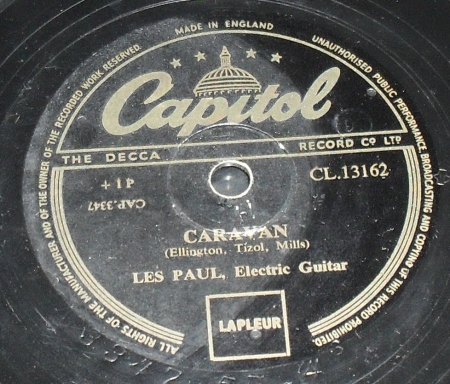 MADE IN ENGLAND
ALL RIGHTS OF THE MANUFACTURER AND OF THE OWNER OF THE RECORDED WORK RESERVED.
UNAUTHORISED PUBLIC PERFORMANCE BROADCASTING AND COPYING OF THIS RECORD PROHIBITED.
Capitol
THE DECCA RECORD CO LTD
CL.13162
CAP.3347
CARAVAN
(Ellington, Tizol, Mills)
LES PAUL, Electric Guitar
LAPLEUR